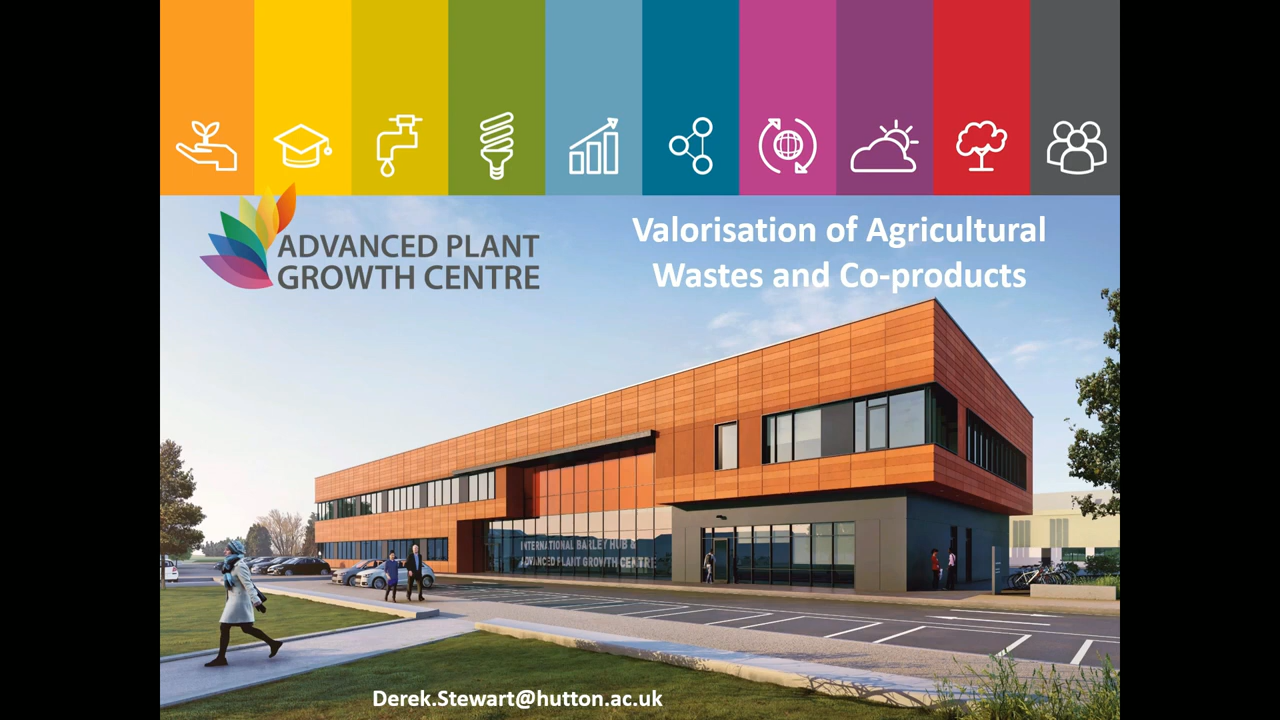 Valorisation of Agricultural
Wastes and Co-products
ADVANCED PLANT
GROWTH CENTRE
INTERNATIONAL BARLEY HUB &
ADVANCED PLANT GROWTH CENTRE
Derek.Stewart@hutton.ac.uk